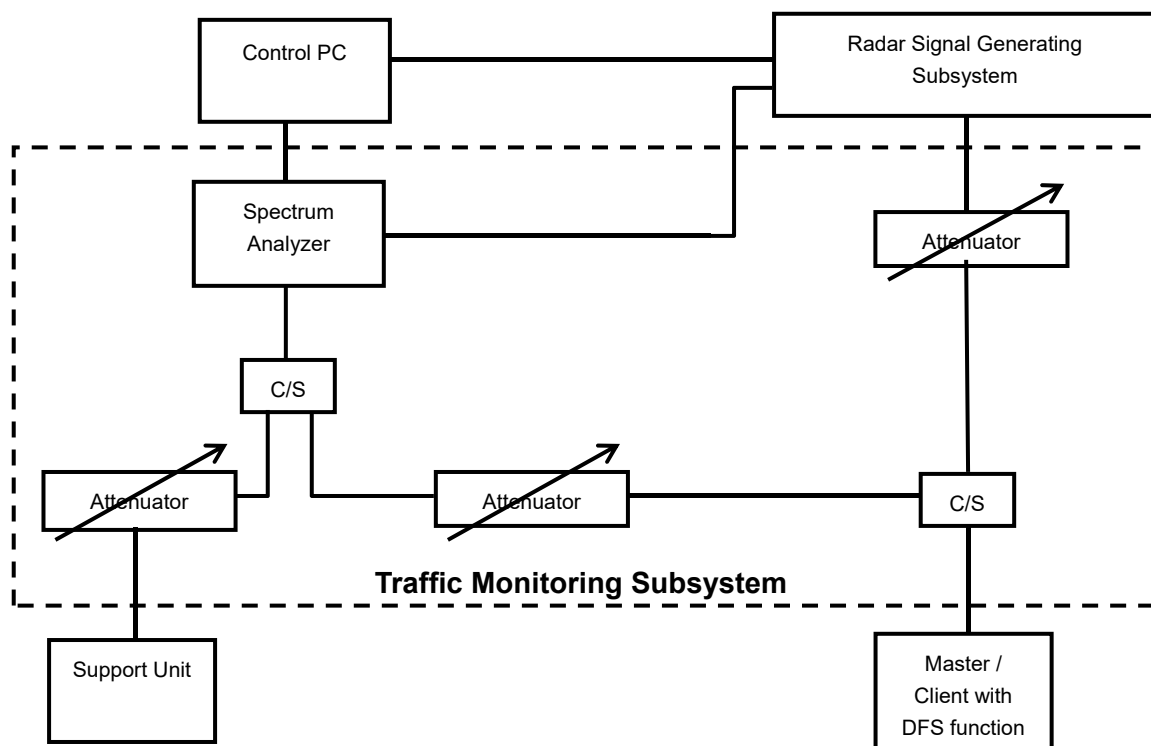 Control PC
Radar Signal Generating
Subsystem
Spectrum
Analyzer
Attenuator
C/S
Attenuator
Attenuator
C/S
Traffic Monitoring Subsystem
Support Unit
Master /
Client with
DFS function